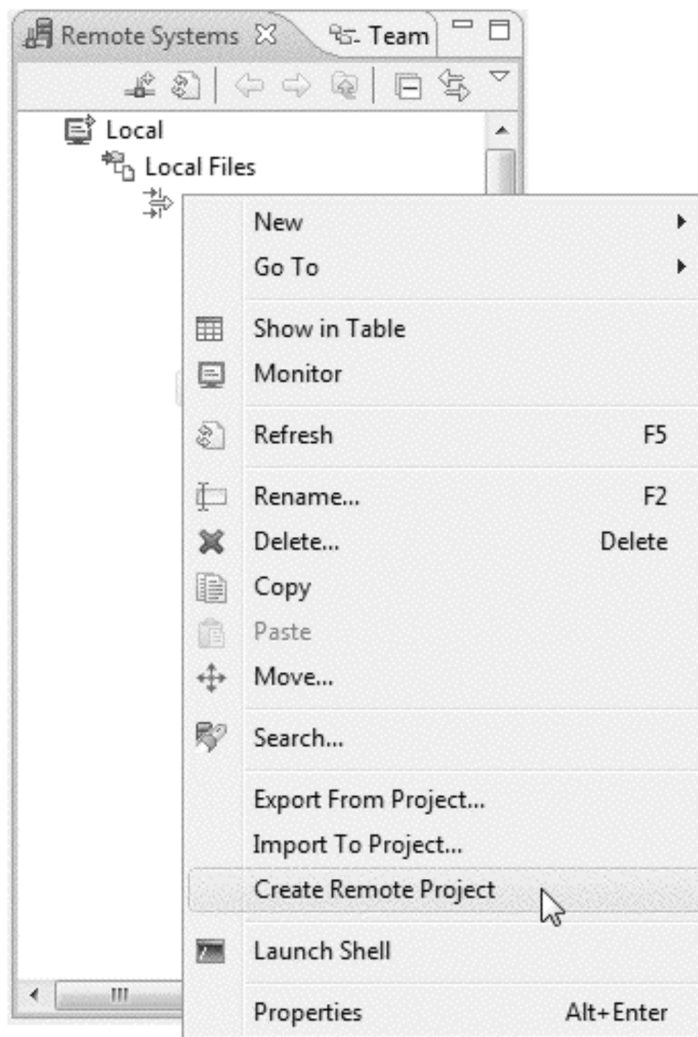 Remote Systems Team
Local
Local Files
New
Go To
Show in Table
Monitor
Refresh F5
Rename... F2
Delete... Delete
Copy
Paste
Move...
Search...
Export From Project...
Import To Project...
Create Remote Project
Launch Shell
Properties Alt+Enter